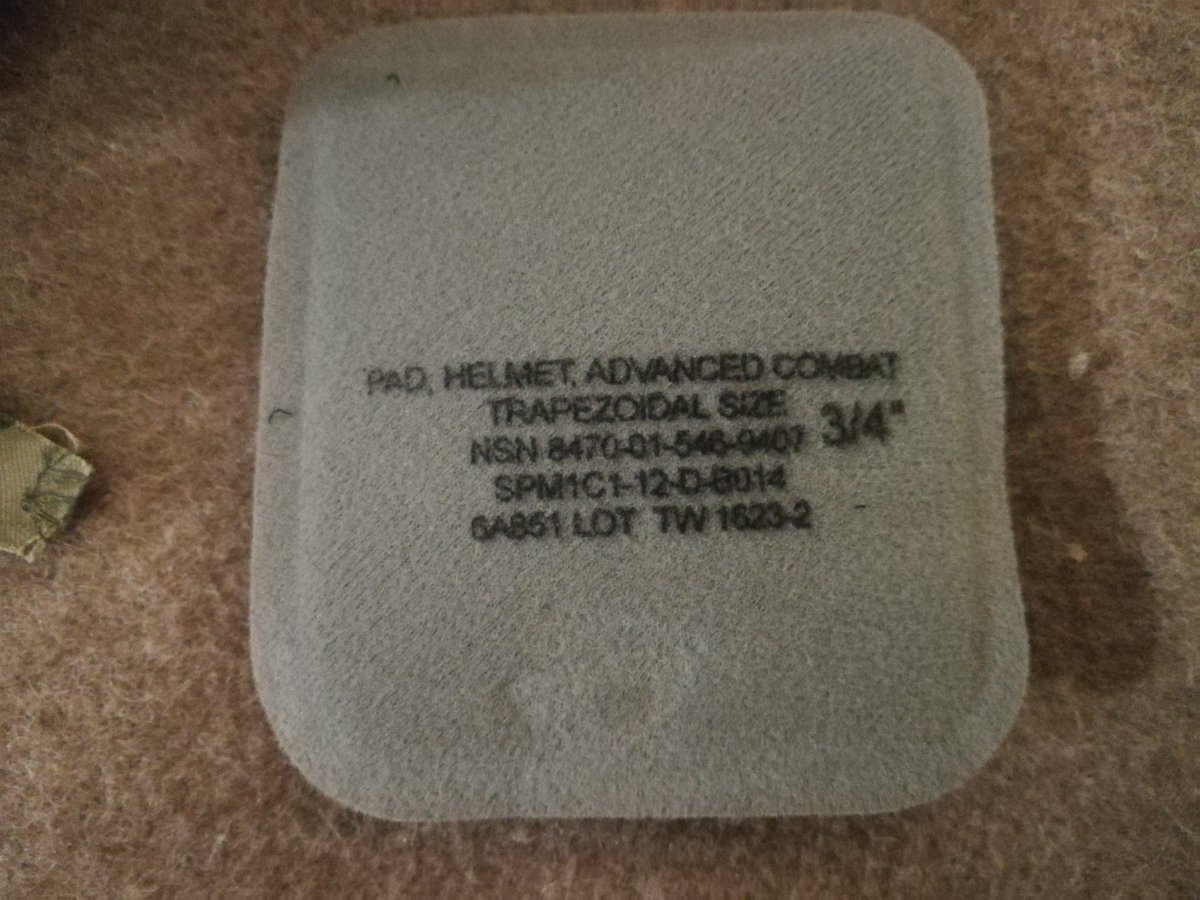 PAD, HELMET, ADVANCED COMBAT
TRAPEZOIDAL SIZE 3/4"
NSN 8470-01-546-9407
SPM1C1-12-D-B014
6A851 LOT TW 1623-2